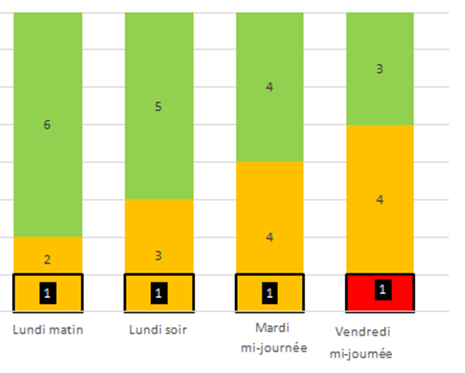 6 5 4 3
2 3 4 4
1 1 1 1
Lundi matin Lundi soir Mardi Vendredi
mi-journée mi-journée